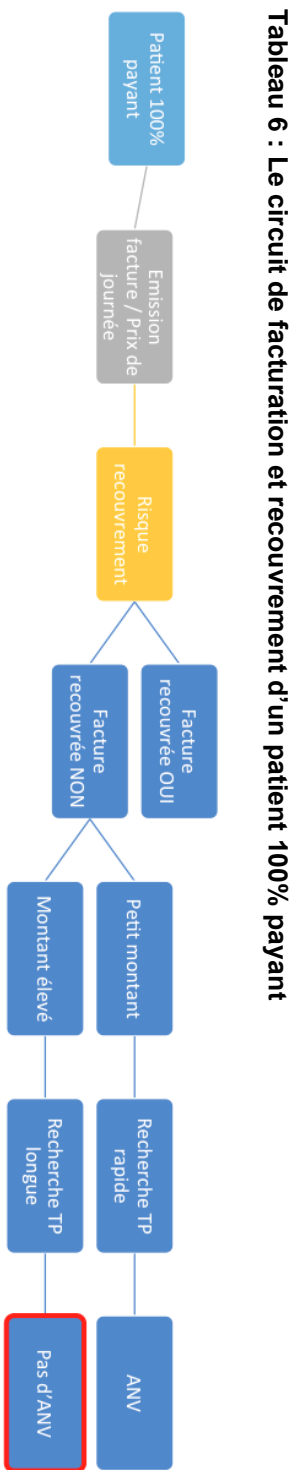 Tableau 6 : Le circuit de facturation et recouvrement d'un patient 100% payant
Patient 100%
payant
Emission
facture / Prix de
journée
Risque
recouvrement
Facture
recouvrée OUI
Facture
recouvrée NON
Petit montant
Recherche TP
rapide
ANV
Montant élevé
Recherche TP
longue
Pas d'ANV